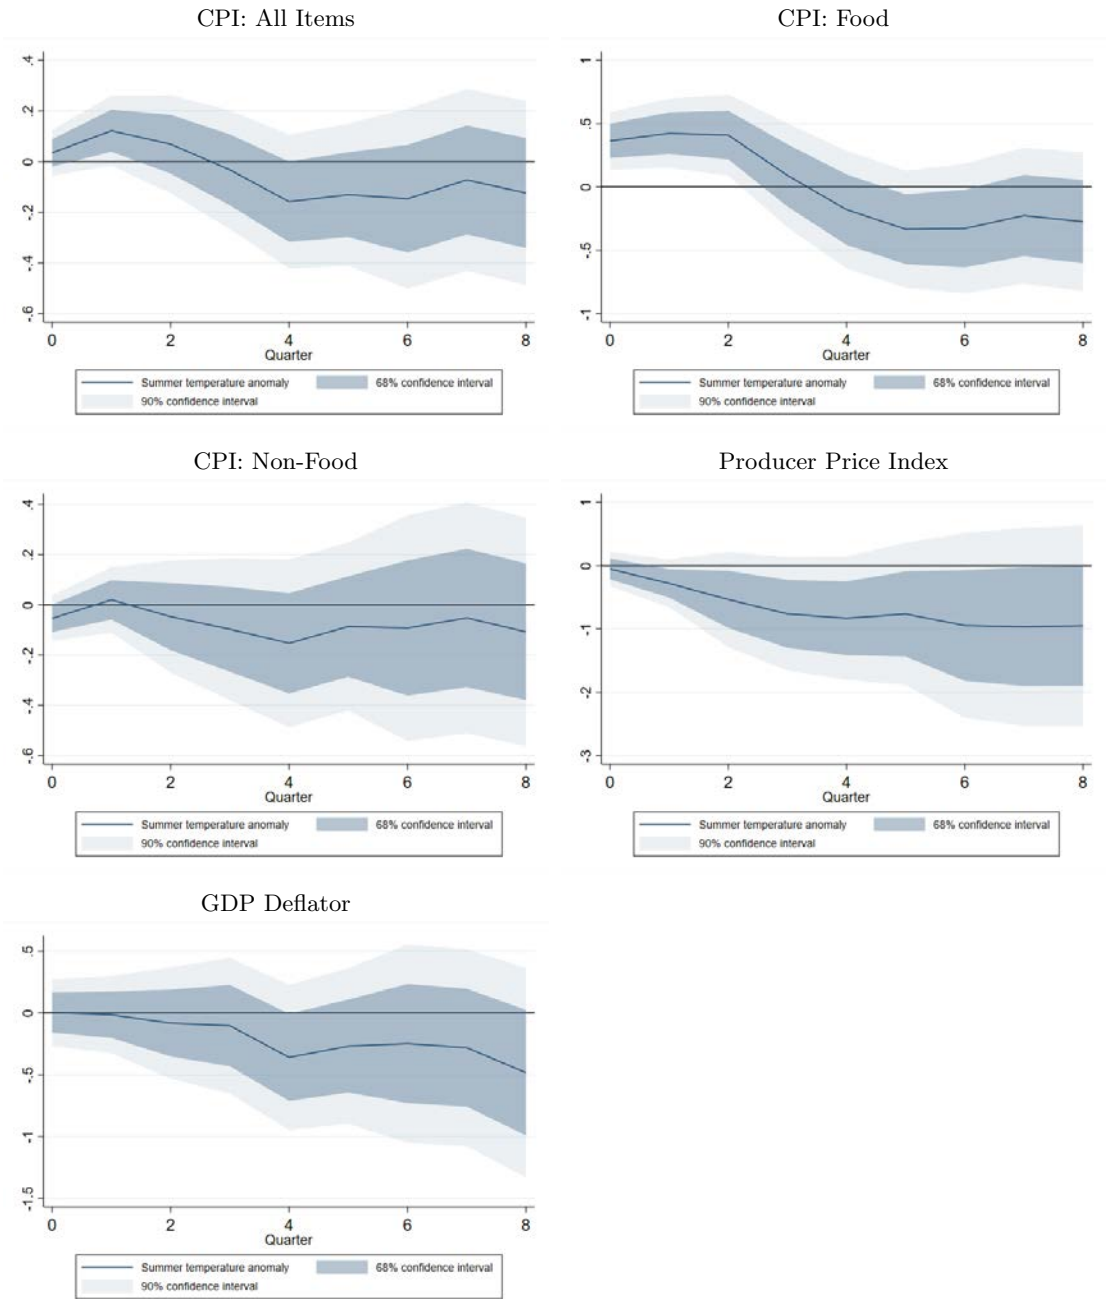 CPI: All Items
.4
.2
0
-.2
-.4
-.6
0 2 4 6 8
Quarter
Summer temperature anomaly 68% confidence interval
90% confidence interval
CPI: Food
1
.5
0
-.5
-1
0 2 4 6 8
Quarter
Summer temperature anomaly 68% confidence interval
90% confidence interval
CPI: Non-Food
.4
.2
0
-.2
-.4
-.6
0 2 4 6 8
Quarter
Summer temperature anomaly 68% confidence interval
90% confidence interval
Producer Price Index
1
0
-1
-2
-3
0 2 4 6 8
Quarter
Summer temperature anomaly 68% confidence interval
90% confidence interval
GDP Deflator
.5
0
-.5
-1
-1.5
0 2 4 6 8
Quarter
Summer temperature anomaly 68% confidence interval
90% confidence interval